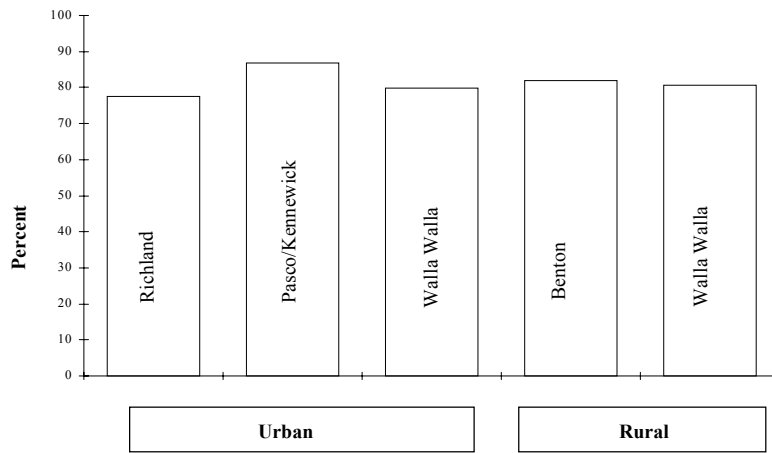 100
90
80
70
60
50
40
30
20
10
0
Percent
Richland
Pasco/Kennewick
Walla Walla
Benton
Walla Walla
Urban
Rural